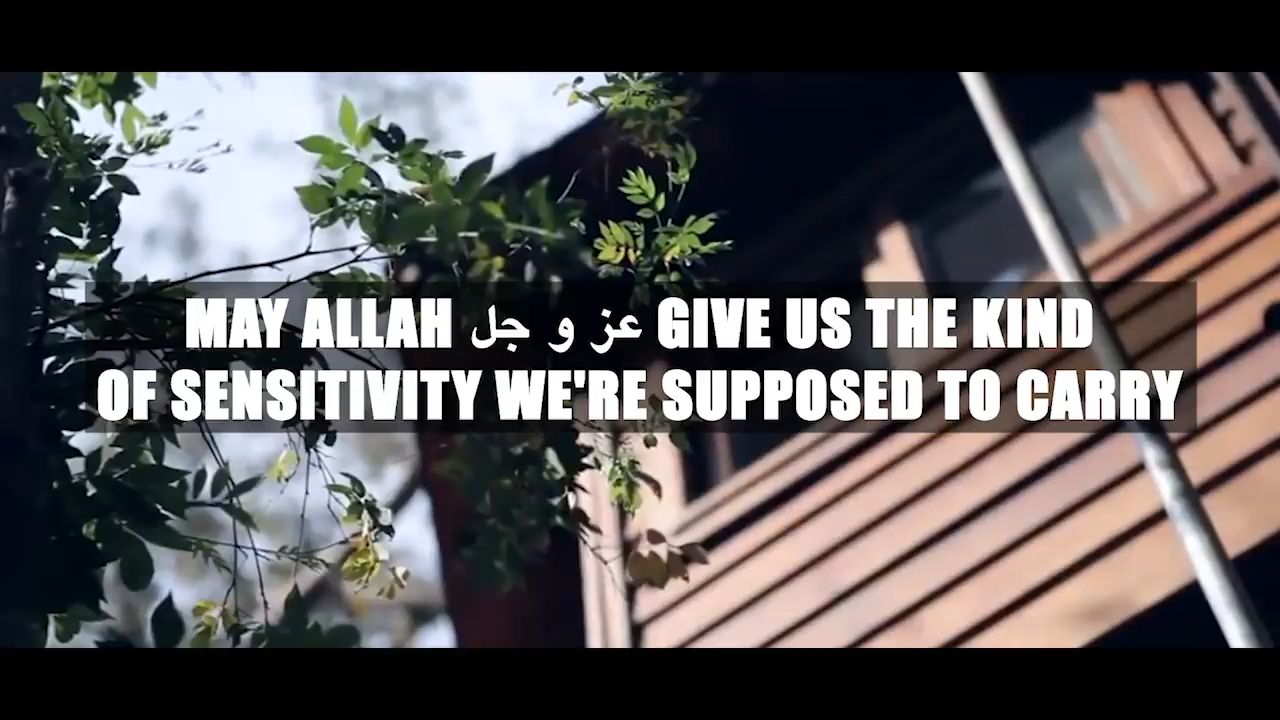 MAY ALLAH عز و جل GIVE US THE KIND
OF SENSITIVITY WE'RE SUPPOSED TO CARRY